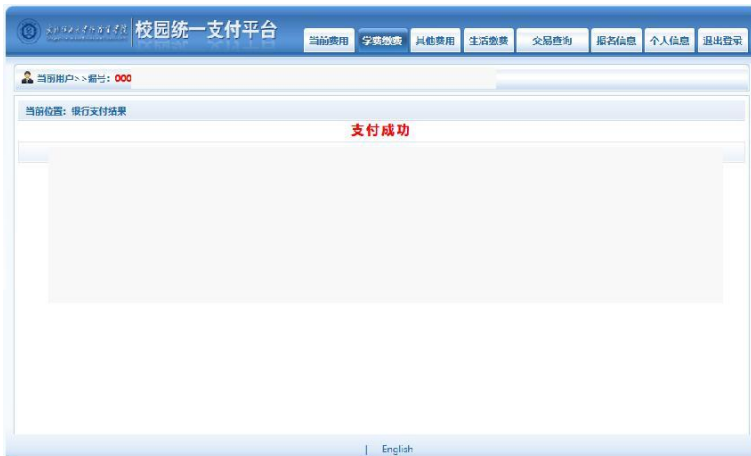 校园统一支付平台
当前费用 学费缴费 其他费用 生活缴费 交易查询 报名信息 个人信息 退出登录
当前用户>>编号：000
当前位置：银行支付结果
支付成功
| English